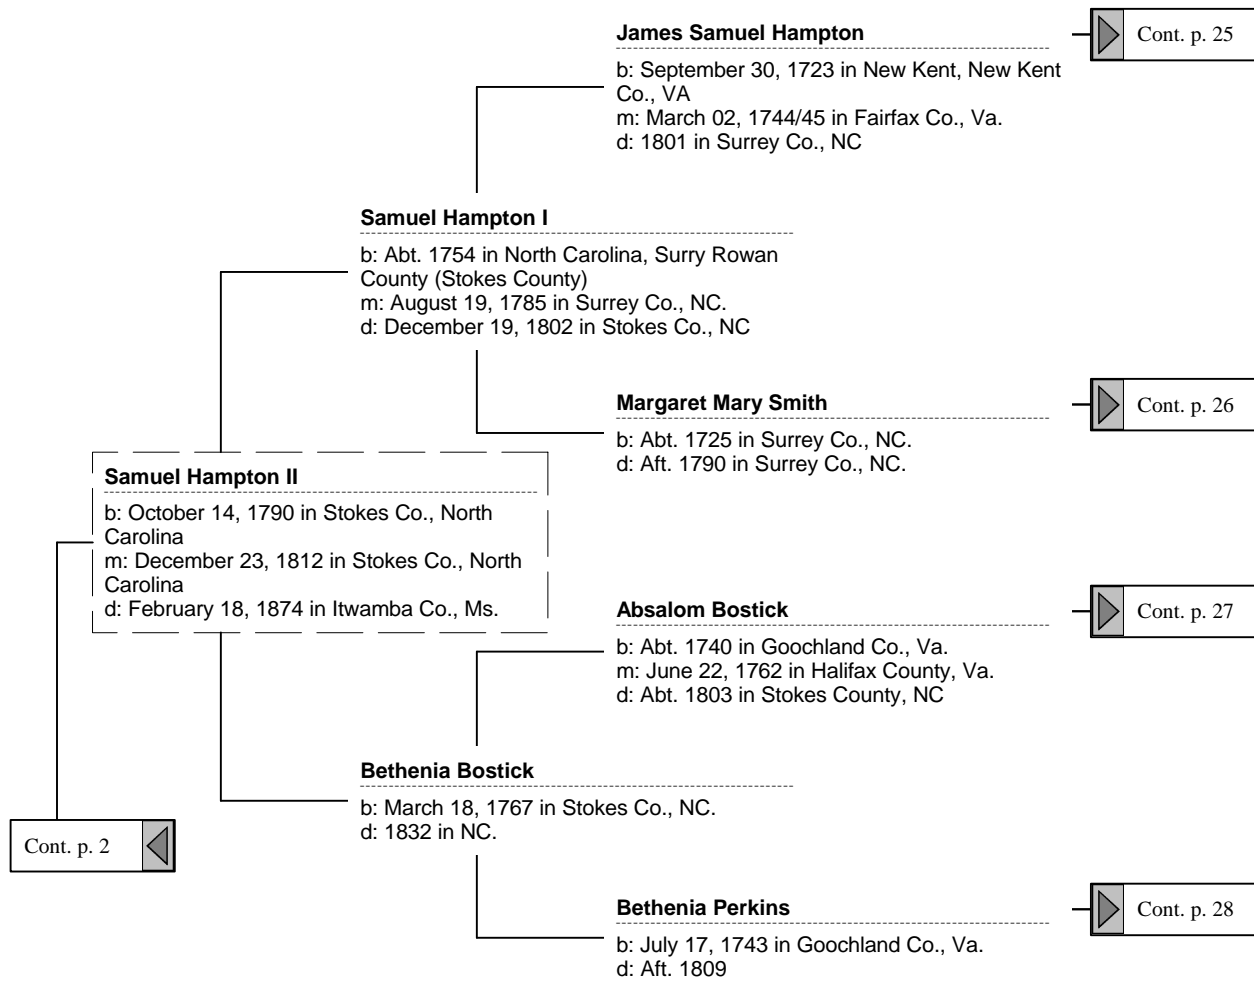 James Samuel Hampton
Cont. p. 25
b: September 30, 1723 in New Kent, New Kent
Co., VA
m: March 02, 1744/45 in Fairfax Co., Va.
d: 1801 in Surrey Co., NC
Samuel Hampton I
b: Abt. 1754 in North Carolina, Surry Rowan
County (Stokes County)
m: August 19, 1785 in Surrey Co., NC.
d: December 19, 1802 in Stokes Co., NC
Margaret Mary Smith
Cont. p. 26
b: Abt. 1725 in Surrey Co., NC.
d: Aft. 1790 in Surrey Co., NC.
Samuel Hampton II
b: October 14, 1790 in Stokes Co., North
Carolina
m: December 23, 1812 in Stokes Co., North
Carolina
d: February 18, 1874 in Itwamba Co., Ms.
Absalom Bostick
Cont. p. 27
b: Abt. 1740 in Goochland Co., Va.
m: June 22, 1762 in Halifax County, Va.
d: Abt. 1803 in Stokes County, NC
Bethenia Bostick
b: March 18, 1767 in Stokes Co., NC.
d: 1832 in NC.
Cont. p. 2
Bethenia Perkins
Cont. p. 28
b: July 17, 1743 in Goochland Co., Va.
d: Aft. 1809